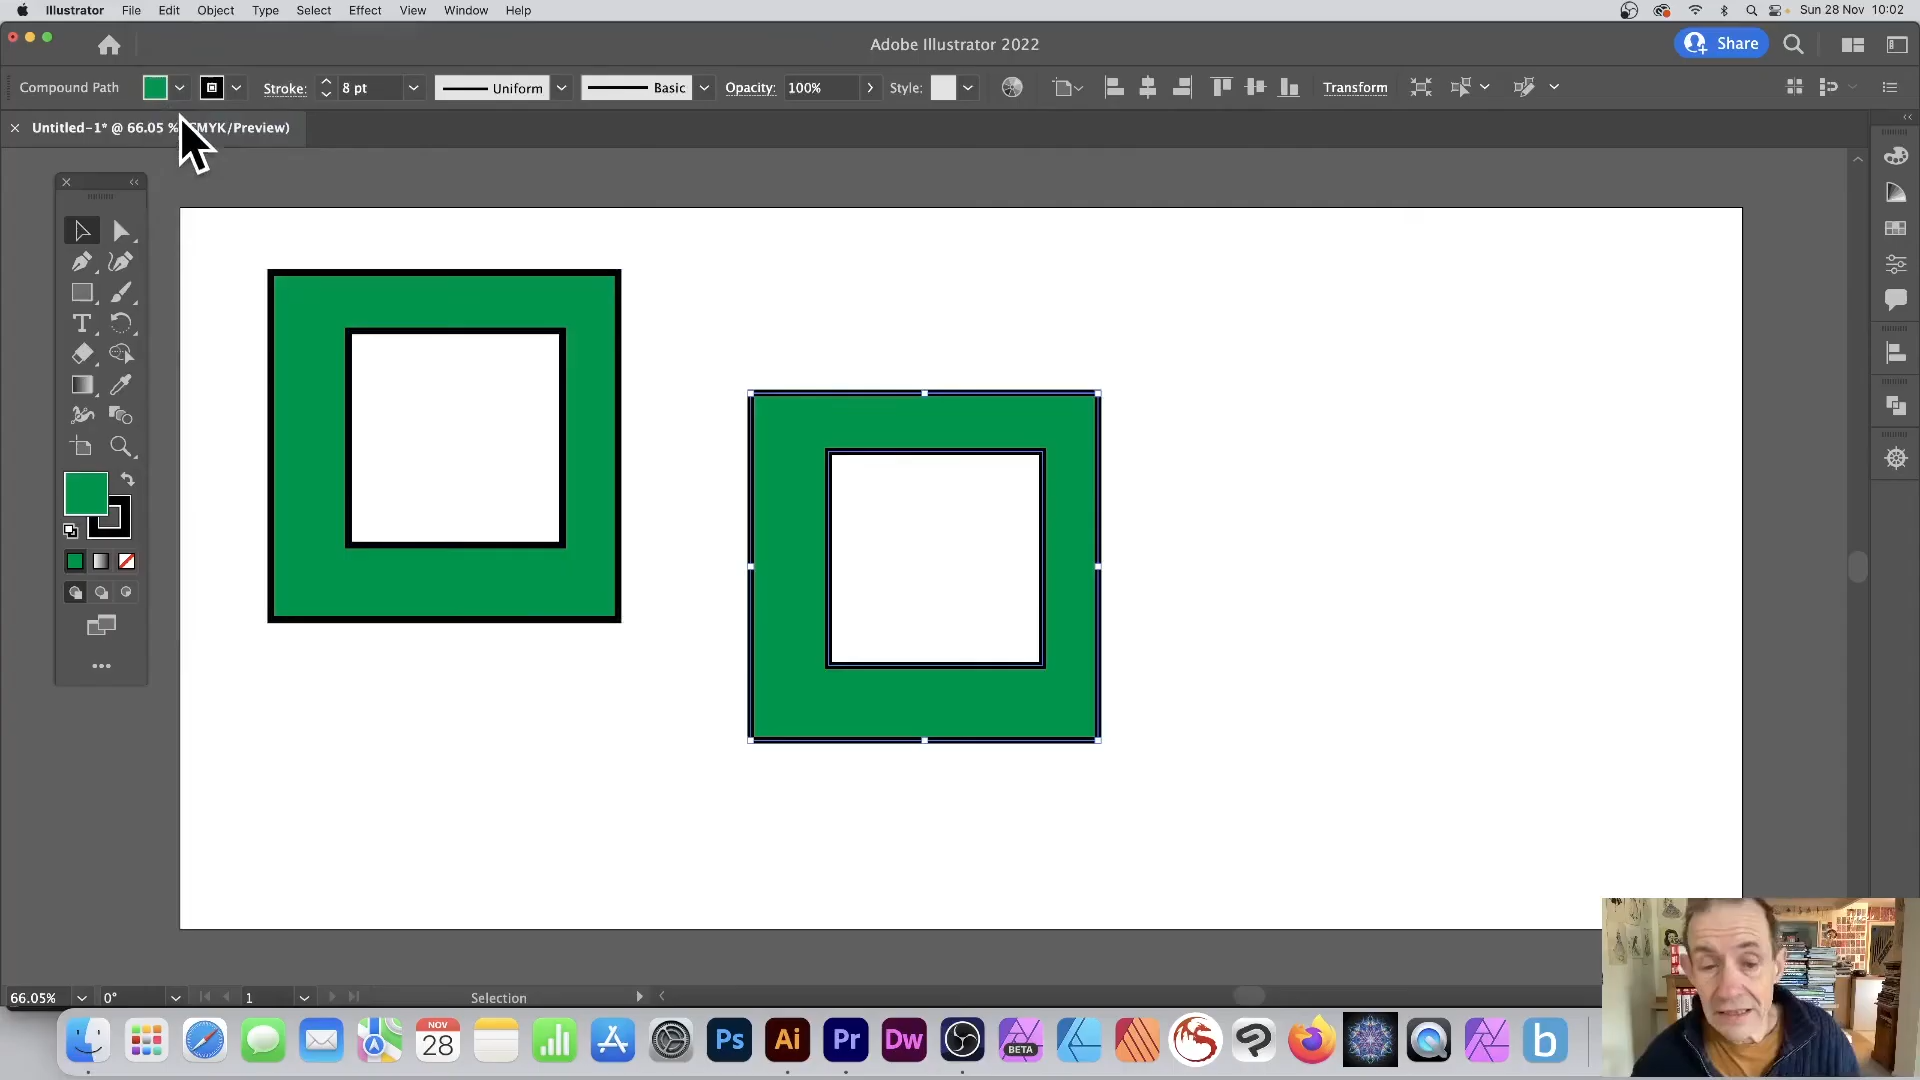 Illustrator File Edit Object Type Select Effect View Window Help Sun 28 Nov 10:02
Adobe Illustrator 2022 Share
Compound Path Stroke: 8 pt Uniform Basic Opacity: 100% Style: Transform
Untitled-1* @ 66.05 % CMYK/Preview)
66.05% 0° 1 Selection
NOV
28 Ps Ai Pr Dw BETA b